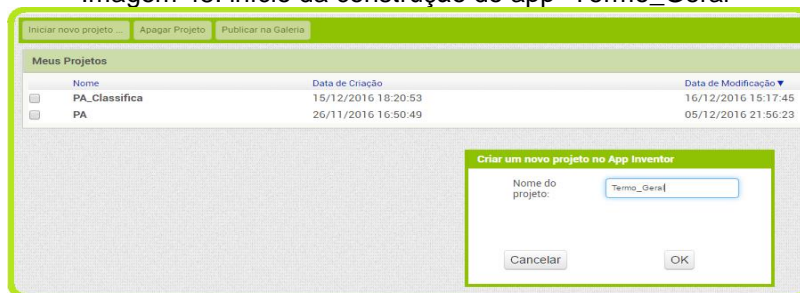 início da construção do app Termo_Geral
Iniciar novo projeto ... Apagar Projeto Publicar na Galeria
Meus Projetos
Nome Data de Criação Data de Modificação ▼
PA_Classifica 15/12/2016 18:20:53 16/12/2016 15:17:45
PA 26/11/2016 16:50:49 05/12/2016 21:56:23
Criar um novo projeto no App Inventor
Nome do
projeto: Termo_Geral
Cancelar OK